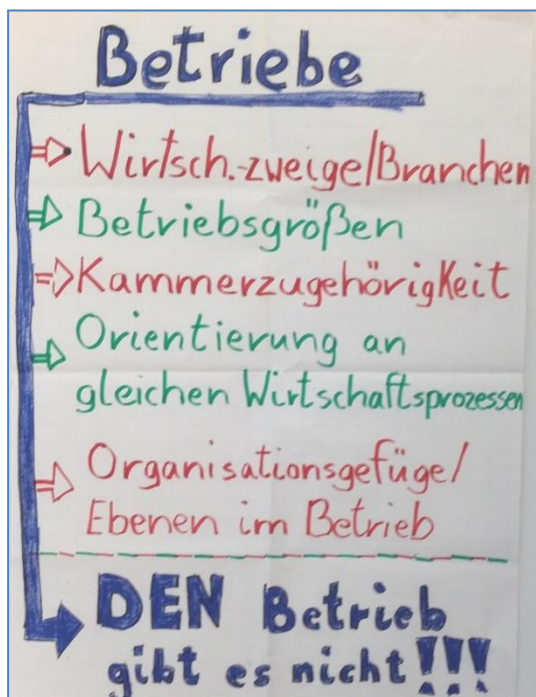 Betriebe
⇒ Wirtsch.-zweige/Branchen
⇒ Betriebsgrößen
⇒ Kammerzugehörigkeit
⇒ Orientierung an
gleichen Wirtschaftsprozessen
⇒ Organisationsgefüge/
Ebenen im Betrieb
DEN Betrieb
gibt es nicht!!!